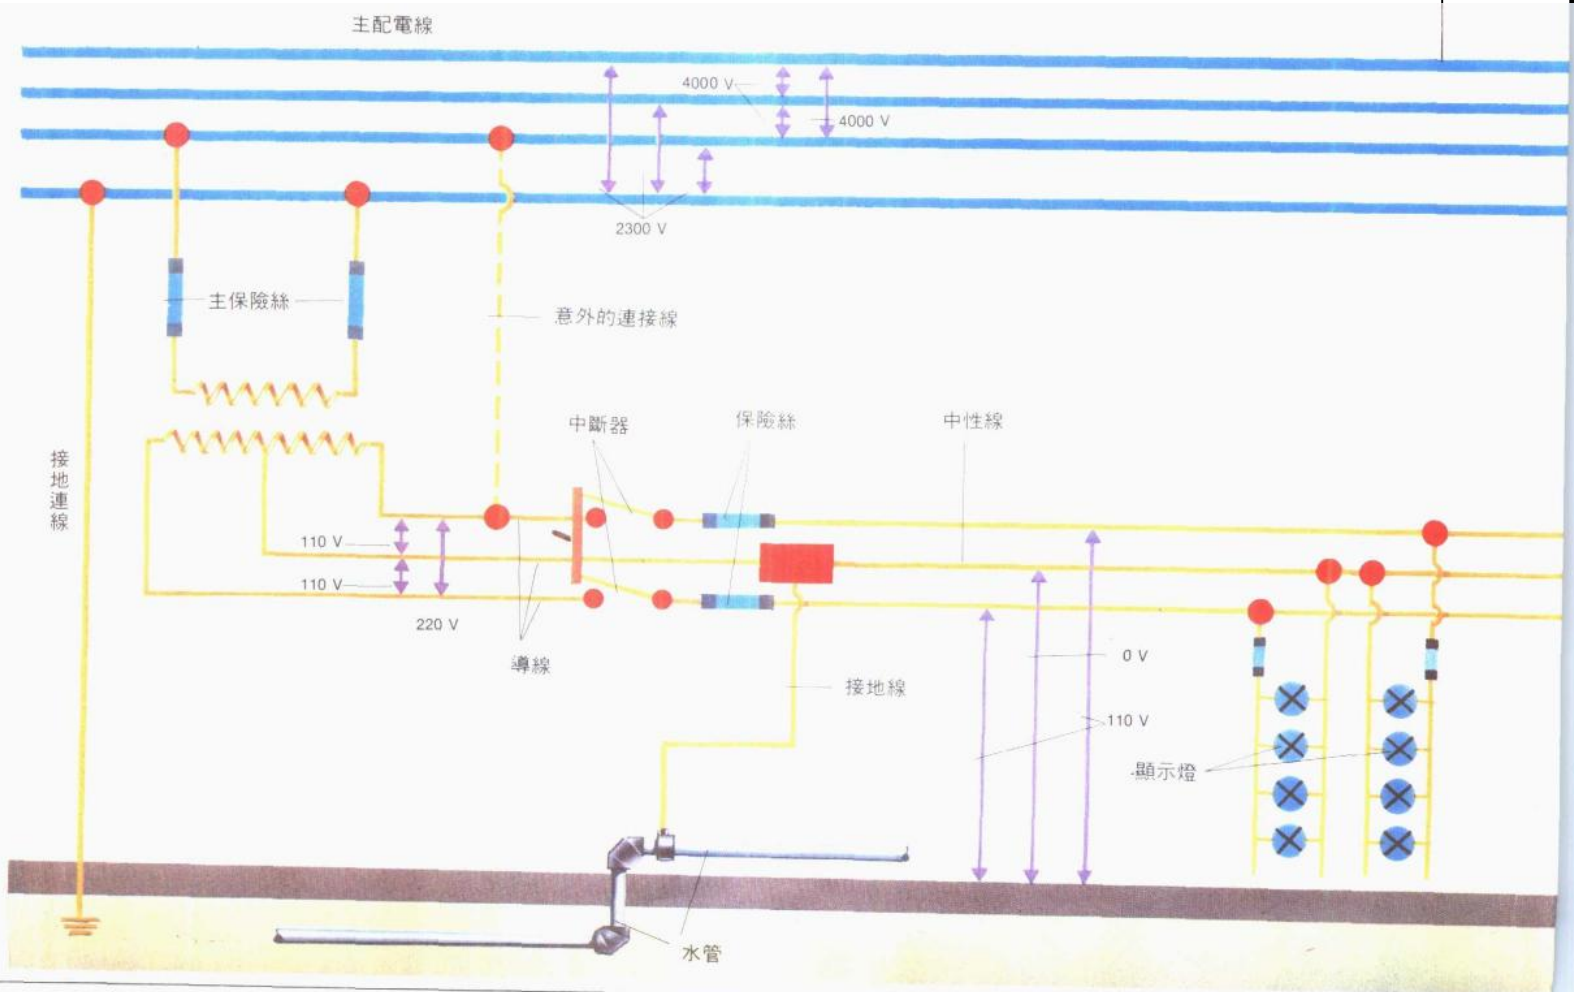 主配電線
4000 V
4000 V
2300 V
主保險絲
意外的連接線
中斷器
保險絲
中性線
接地連線
110 V
110 V
220 V
導線
接地線
0 V
110 V
顯示燈
水管